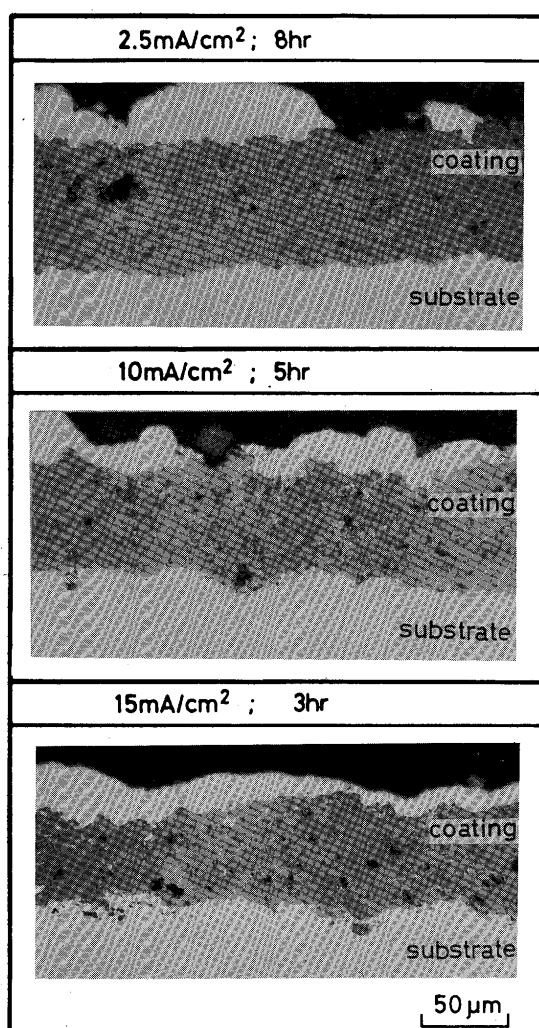 2.5mA/cm²; 8hr
coating
substrate
10mA/cm² ; 5hr
coating
substrate
15mA/cm² ; 3hr
coating
substrate
50 μm